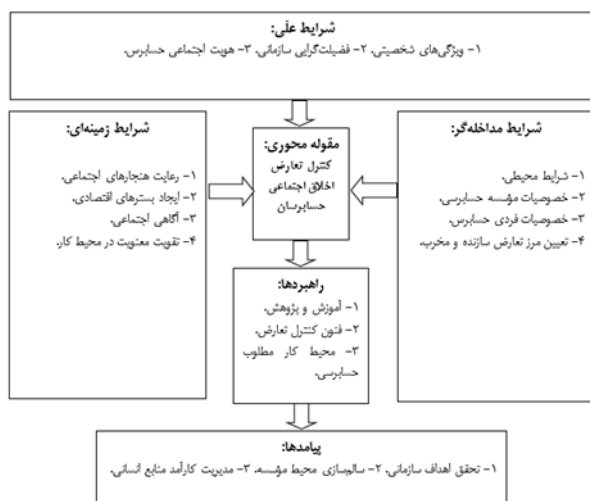 شرایط علّی:
۱- ویژگی‌های شخصیتی. ۲- فضیلت‌گرایی سازمانی. ۳- هویت اجتماعی حسابرس.
شرایط مداخله‌گر:
۱- شرایط محیطی.
۲- خصوصیات مؤسسه حسابرسی.
۳- خصوصیات فردی حسابرس.
۴- تعیین مرز تعارض سازنده و مخرب.
مقوله محوری:
کنترل تعارض
اخلاق اجتماعی
حسابرسان
شرایط زمینه‌ای:
۱- رعایت هنجارهای اجتماعی.
۲- ایجاد بسترهای اقتصادی.
۳- آگاهی اجتماعی.
۴- تقویت معنویت در محیط کار.
راهبردها:
۱- آموزش و پژوهش.
۲- فنون کنترل تعارض.
۳- محیط کار مطلوب
حسابرسی.
پیامدها:
۱- تحقق اهداف سازمانی. ۲- سالم‌سازی محیط مؤسسه. ۳- مدیریت کارآمد منابع انسانی.